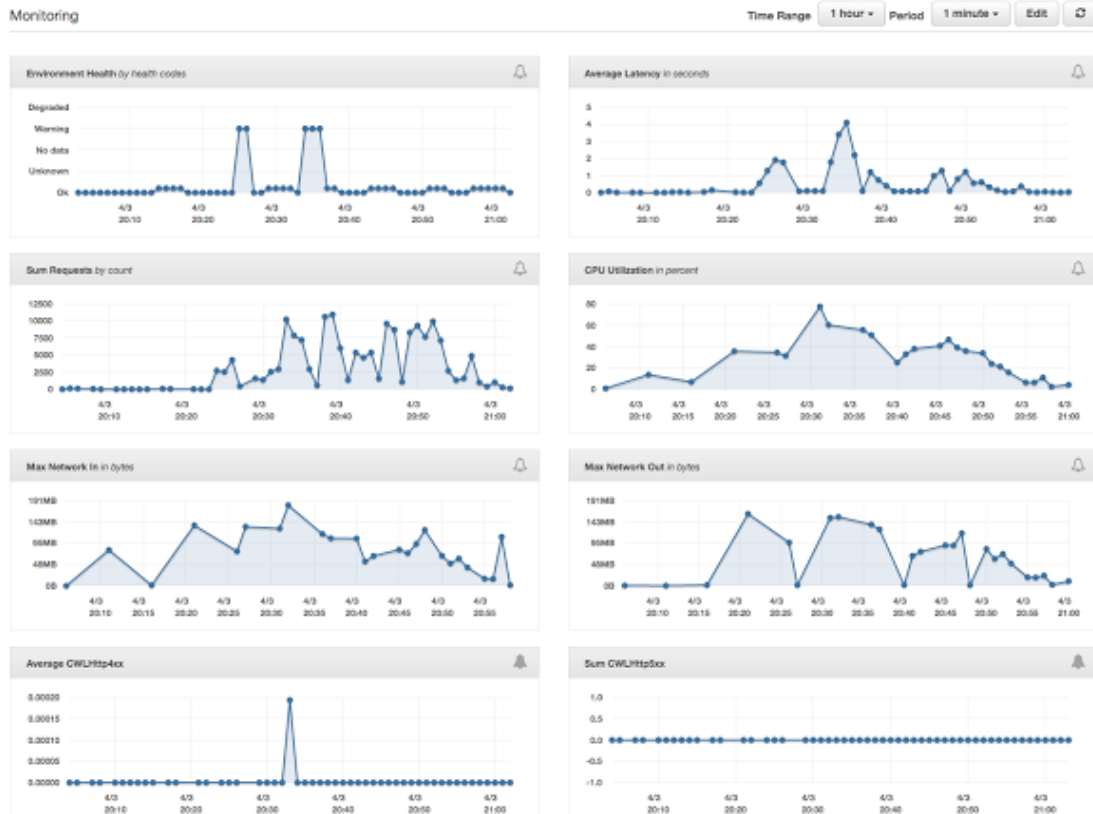 Monitoring
Time Range 1 hour Period 1 minute Edit
Environment Health by health codes
Degraded
Warning
No data
Unknown
Ok
4/3 4/3 4/3 4/3 4/3 4/3
20:10 20:20 20:30 20:40 20:50 21:00
Average Latency in seconds
5
4
3
2
1
0
4/3 4/3 4/3 4/3 4/3 4/3
20:10 20:20 20:30 20:40 20:50 21:00
Sum Requests by count
12500
10000
7500
5000
2500
0
4/3 4/3 4/3 4/3 4/3 4/3
20:10 20:20 20:30 20:40 20:50 21:00
CPU Utilization in percent
80
60
40
20
0
4/3 4/3 4/3 4/3 4/3 4/3 4/3 4/3 4/3 4/3 4/3
20:10 20:15 20:20 20:25 20:30 20:35 20:40 20:45 20:50 20:55 21:00
Max Network In in bytes
191MB
143MB
95MB
48MB
0B
4/3 4/3 4/3 4/3 4/3 4/3 4/3 4/3 4/3 4/3
20:10 20:15 20:20 20:25 20:30 20:35 20:40 20:45 20:50 20:55
Max Network Out in bytes
191MB
143MB
95MB
48MB
0B
4/3 4/3 4/3 4/3 4/3 4/3 4/3 4/3 4/3 4/3 4/3
20:10 20:15 20:20 20:25 20:30 20:35 20:40 20:45 20:50 20:55 21:00
Average CWLHttp4xx
0.00020
0.00015
0.00010
0.00005
0.00000
4/3 4/3 4/3 4/3 4/3 4/3
20:10 20:20 20:30 20:40 20:50 21:00
Sum CWLHttp5xx
1.0
0.5
0.0
-0.5
-1.0
4/3 4/3 4/3 4/3 4/3 4/3
20:10 20:20 20:30 20:40 20:50 21:00